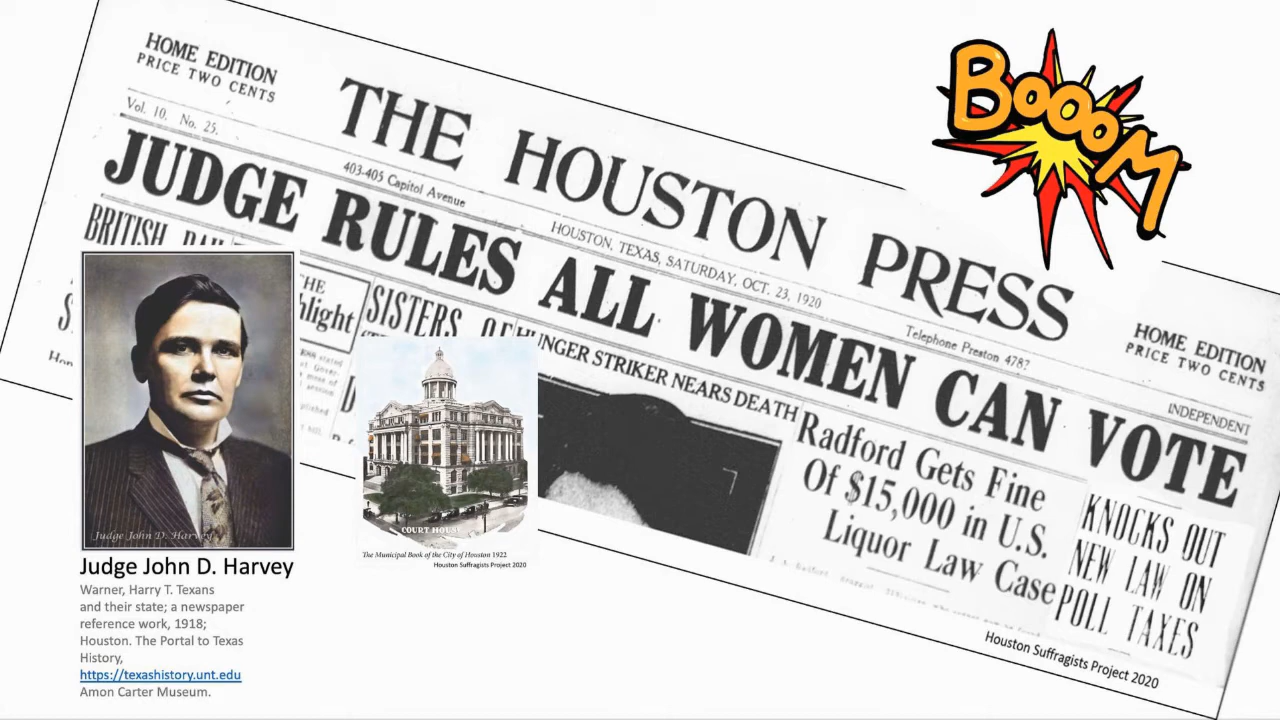 BOOOM
HOME EDITION
PRICE TWO CENTS
THE HOUSTON PRESS
Vol. 10. No. 25.
403-405 Capitol Avenue
HOUSTON, TEXAS, SATURDAY, OCT. 23, 1920
Telephone Preston 4787
HOME EDITION
PRICE TWO CENTS
INDEPENDENT
JUDGE RULES ALL WOMEN CAN VOTE
BRITISH
SISTERS OF
HUNGER STRIKER NEARS DEATH
Radford Gets Fine
Of $15,000 in U.S.
Liquor Law Case
KNOCKS OUT
NEW LAW ON
POLL TAXES
Houston Suffragists Project 2020
Judge John D. Harvey
Judge John D. Harvey
Warner, Harry T. Texans
and their state; a newspaper
reference work, 1918;
Houston. The Portal to Texas
History,
https://texashistory.unt.edu
Amon Carter Museum.
COURT HOUSE
The Municipal Book of the City of Houston 1922
Houston Suffragists Project 2020